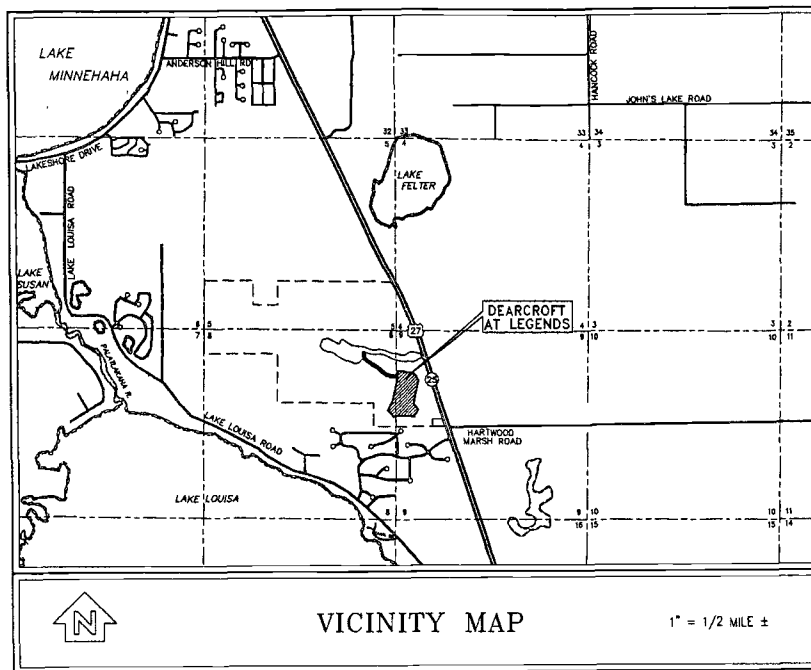 LAKE
MINNEHAHA
ANDERSON HILL RD
HANCOCK ROAD
JOHN'S LAKE ROAD
32 33
5 4
33 34
4 3
34 35
3 2
LAKESHORE DRIVE
LAKE
FELTER
LAKE LOUISA ROAD
LAKE
SUSAN
DEARCROFT
AT LEGENDS
6 5
7 8
5 4
8 9
27
4 3
9 10
3 2
10 11
PALATLAKAHA R.
25
LAKE LOUISA ROAD
HARTWOOD
MARSH ROAD
LAKE LOUISA
8 9
9 10
16 15
10 11
15 14
N
VICINITY MAP
1" = 1/2 MILE ±